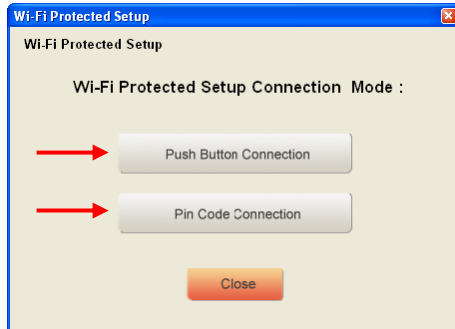 Wi-Fi Protected Setup
Wi-Fi Protected Setup
Wi-Fi Protected Setup Connection Mode :
Push Button Connection
Pin Code Connection
Close